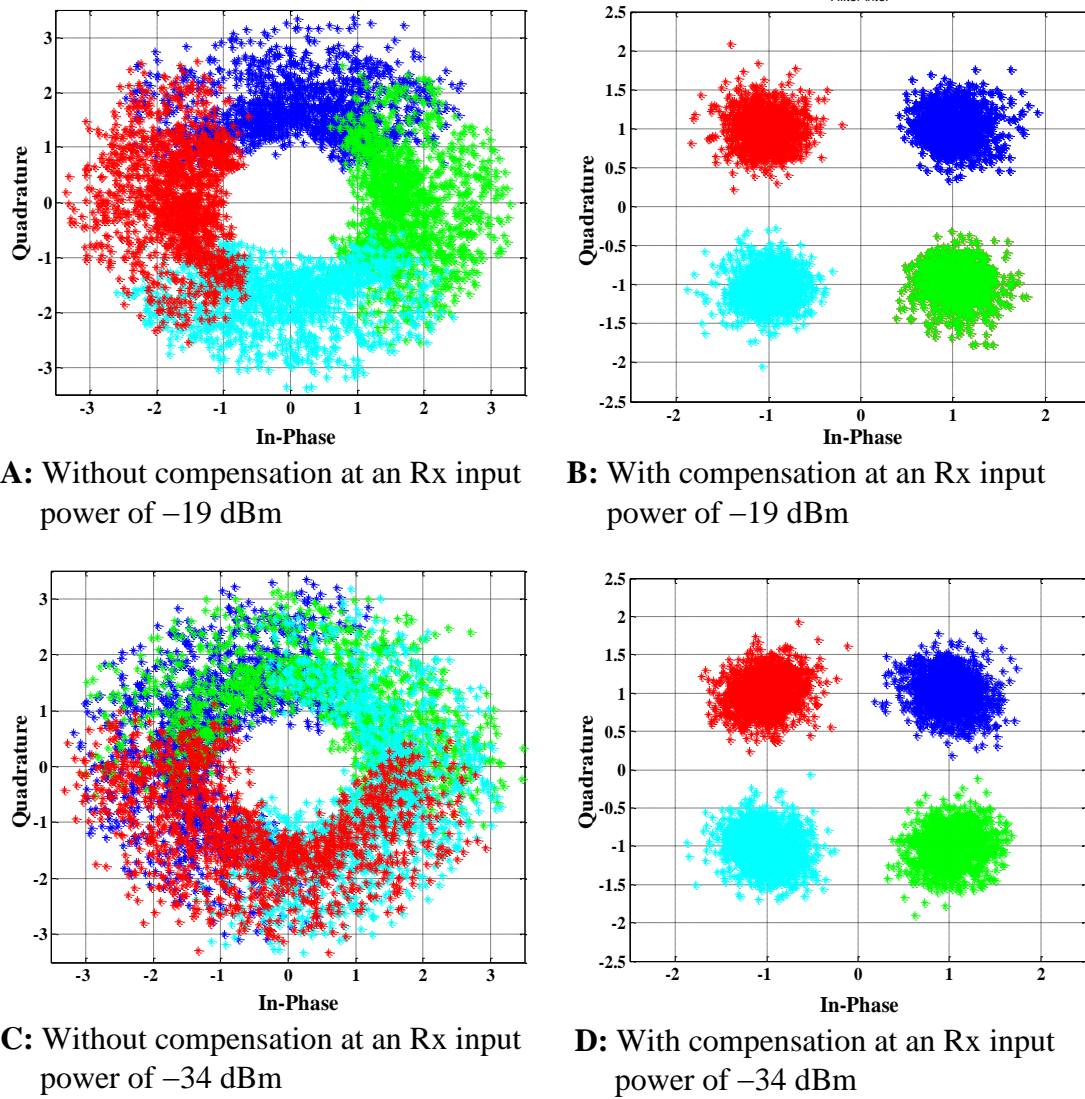 3
2
1
0
-1
-2
-3
-3 -2 -1 0 1 2 3
Quadrature
In-Phase
2.5
2
1.5
1
0.5
0
-0.5
-1
-1.5
-2
-2.5
-2 -1 0 1 2
Quadrature
In-Phase
A: Without compensation at an Rx input
power of −19 dBm
B: With compensation at an Rx input
power of −19 dBm
3
2
1
0
-1
-2
-3
-3 -2 -1 0 1 2 3
Quadrature
In-Phase
2.5
2
1.5
1
0.5
0
-0.5
-1
-1.5
-2
-2.5
-2 -1 0 1 2
Quadrature
In-Phase
C: Without compensation at an Rx input
power of −34 dBm
D: With compensation at an Rx input
power of −34 dBm